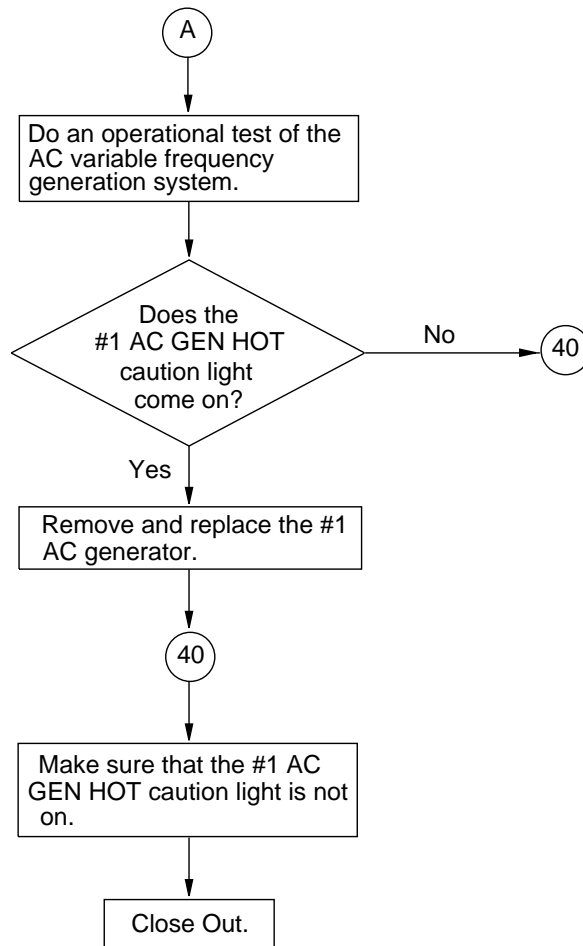 A
Do an operational test of the
AC variable frequency
generation system.
Does the
#1 AC GEN HOT
caution light
come on?
No
40
Yes
Remove and replace the #1
AC generator.
40
Make sure that the #1 AC
GEN HOT caution light is not
on.
Close Out.